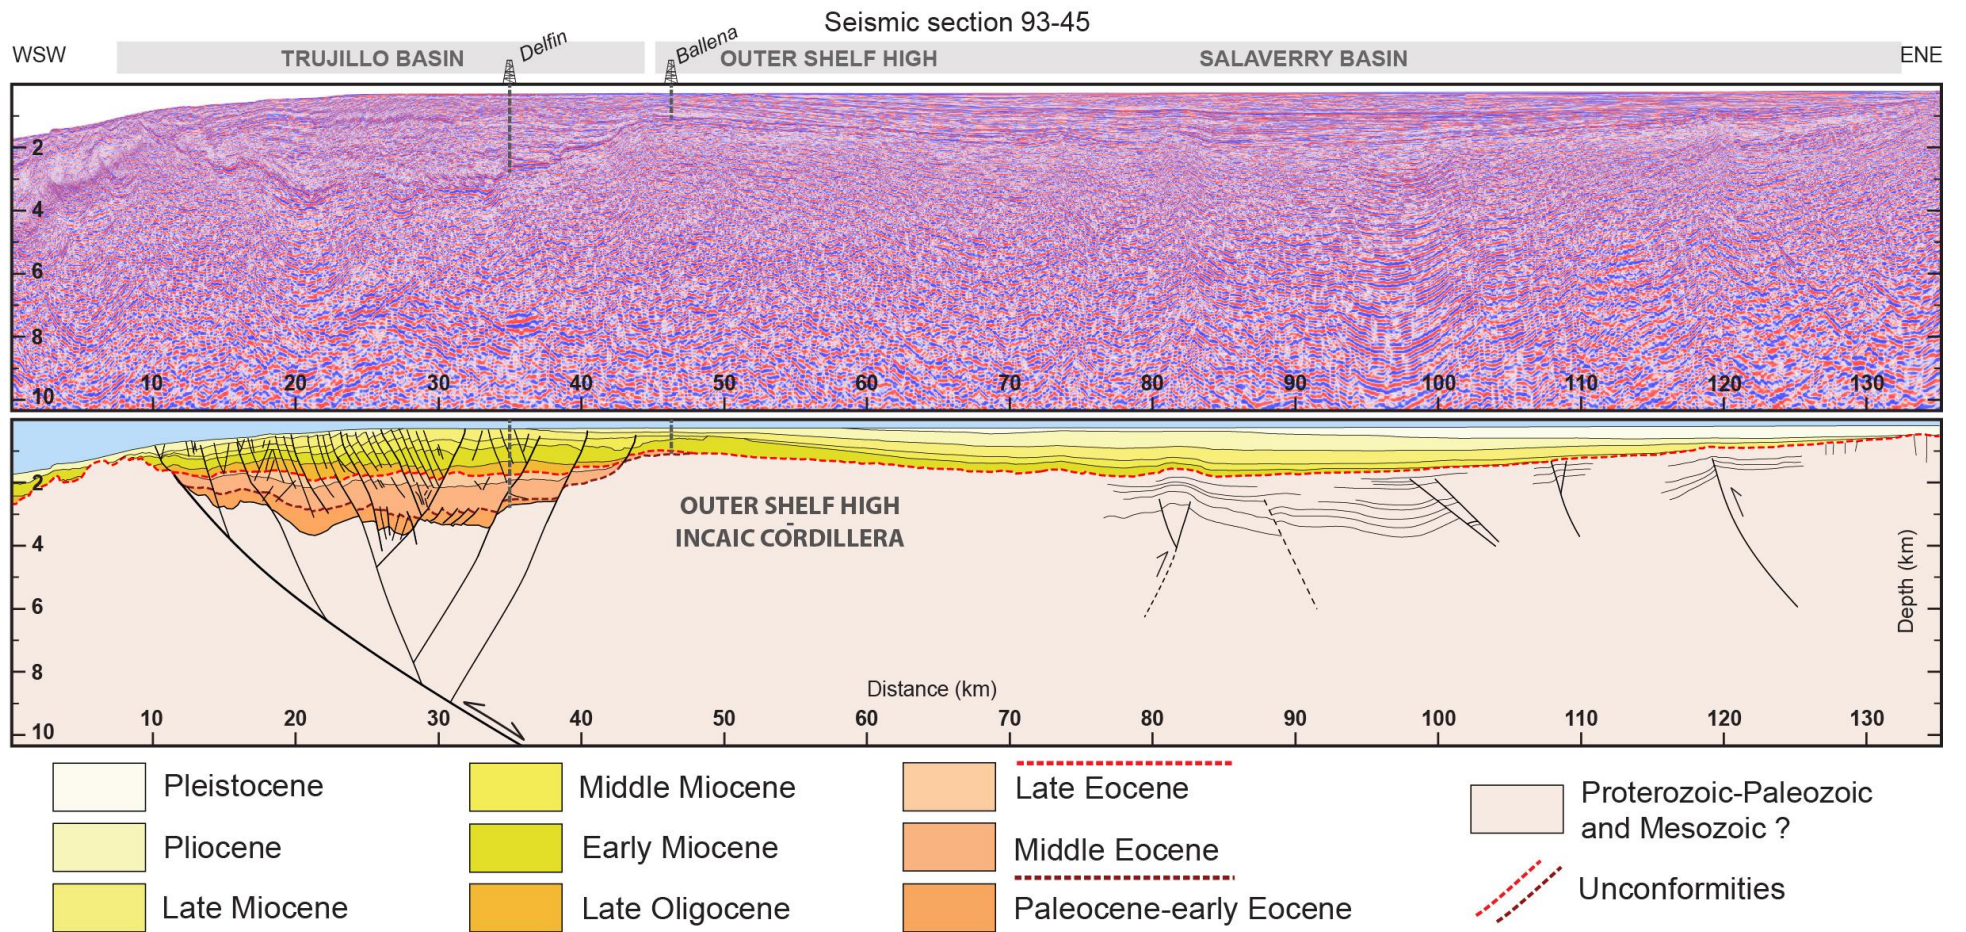 Seismic section 93-45
WSW
TRUJILLO BASIN
Delfin
Ballena
OUTER SHELF HIGH
SALAVERRY BASIN
ENE
2
4
6
8
10
10 20 30 40 50 60 70 80 90 100 110 120 130
2
4
6
8
10
OUTER SHELF HIGH
-
INCAIC CORDILLERA
Depth (km)
Distance (km)
10 20 30 40 50 60 70 80 90 100 110 120 130
Pleistocene
Pliocene
Late Miocene
Middle Miocene
Early Miocene
Late Oligocene
Late Eocene
Middle Eocene
Paleocene-early Eocene
Proterozoic-Paleozoic
and Mesozoic ?
Unconformities